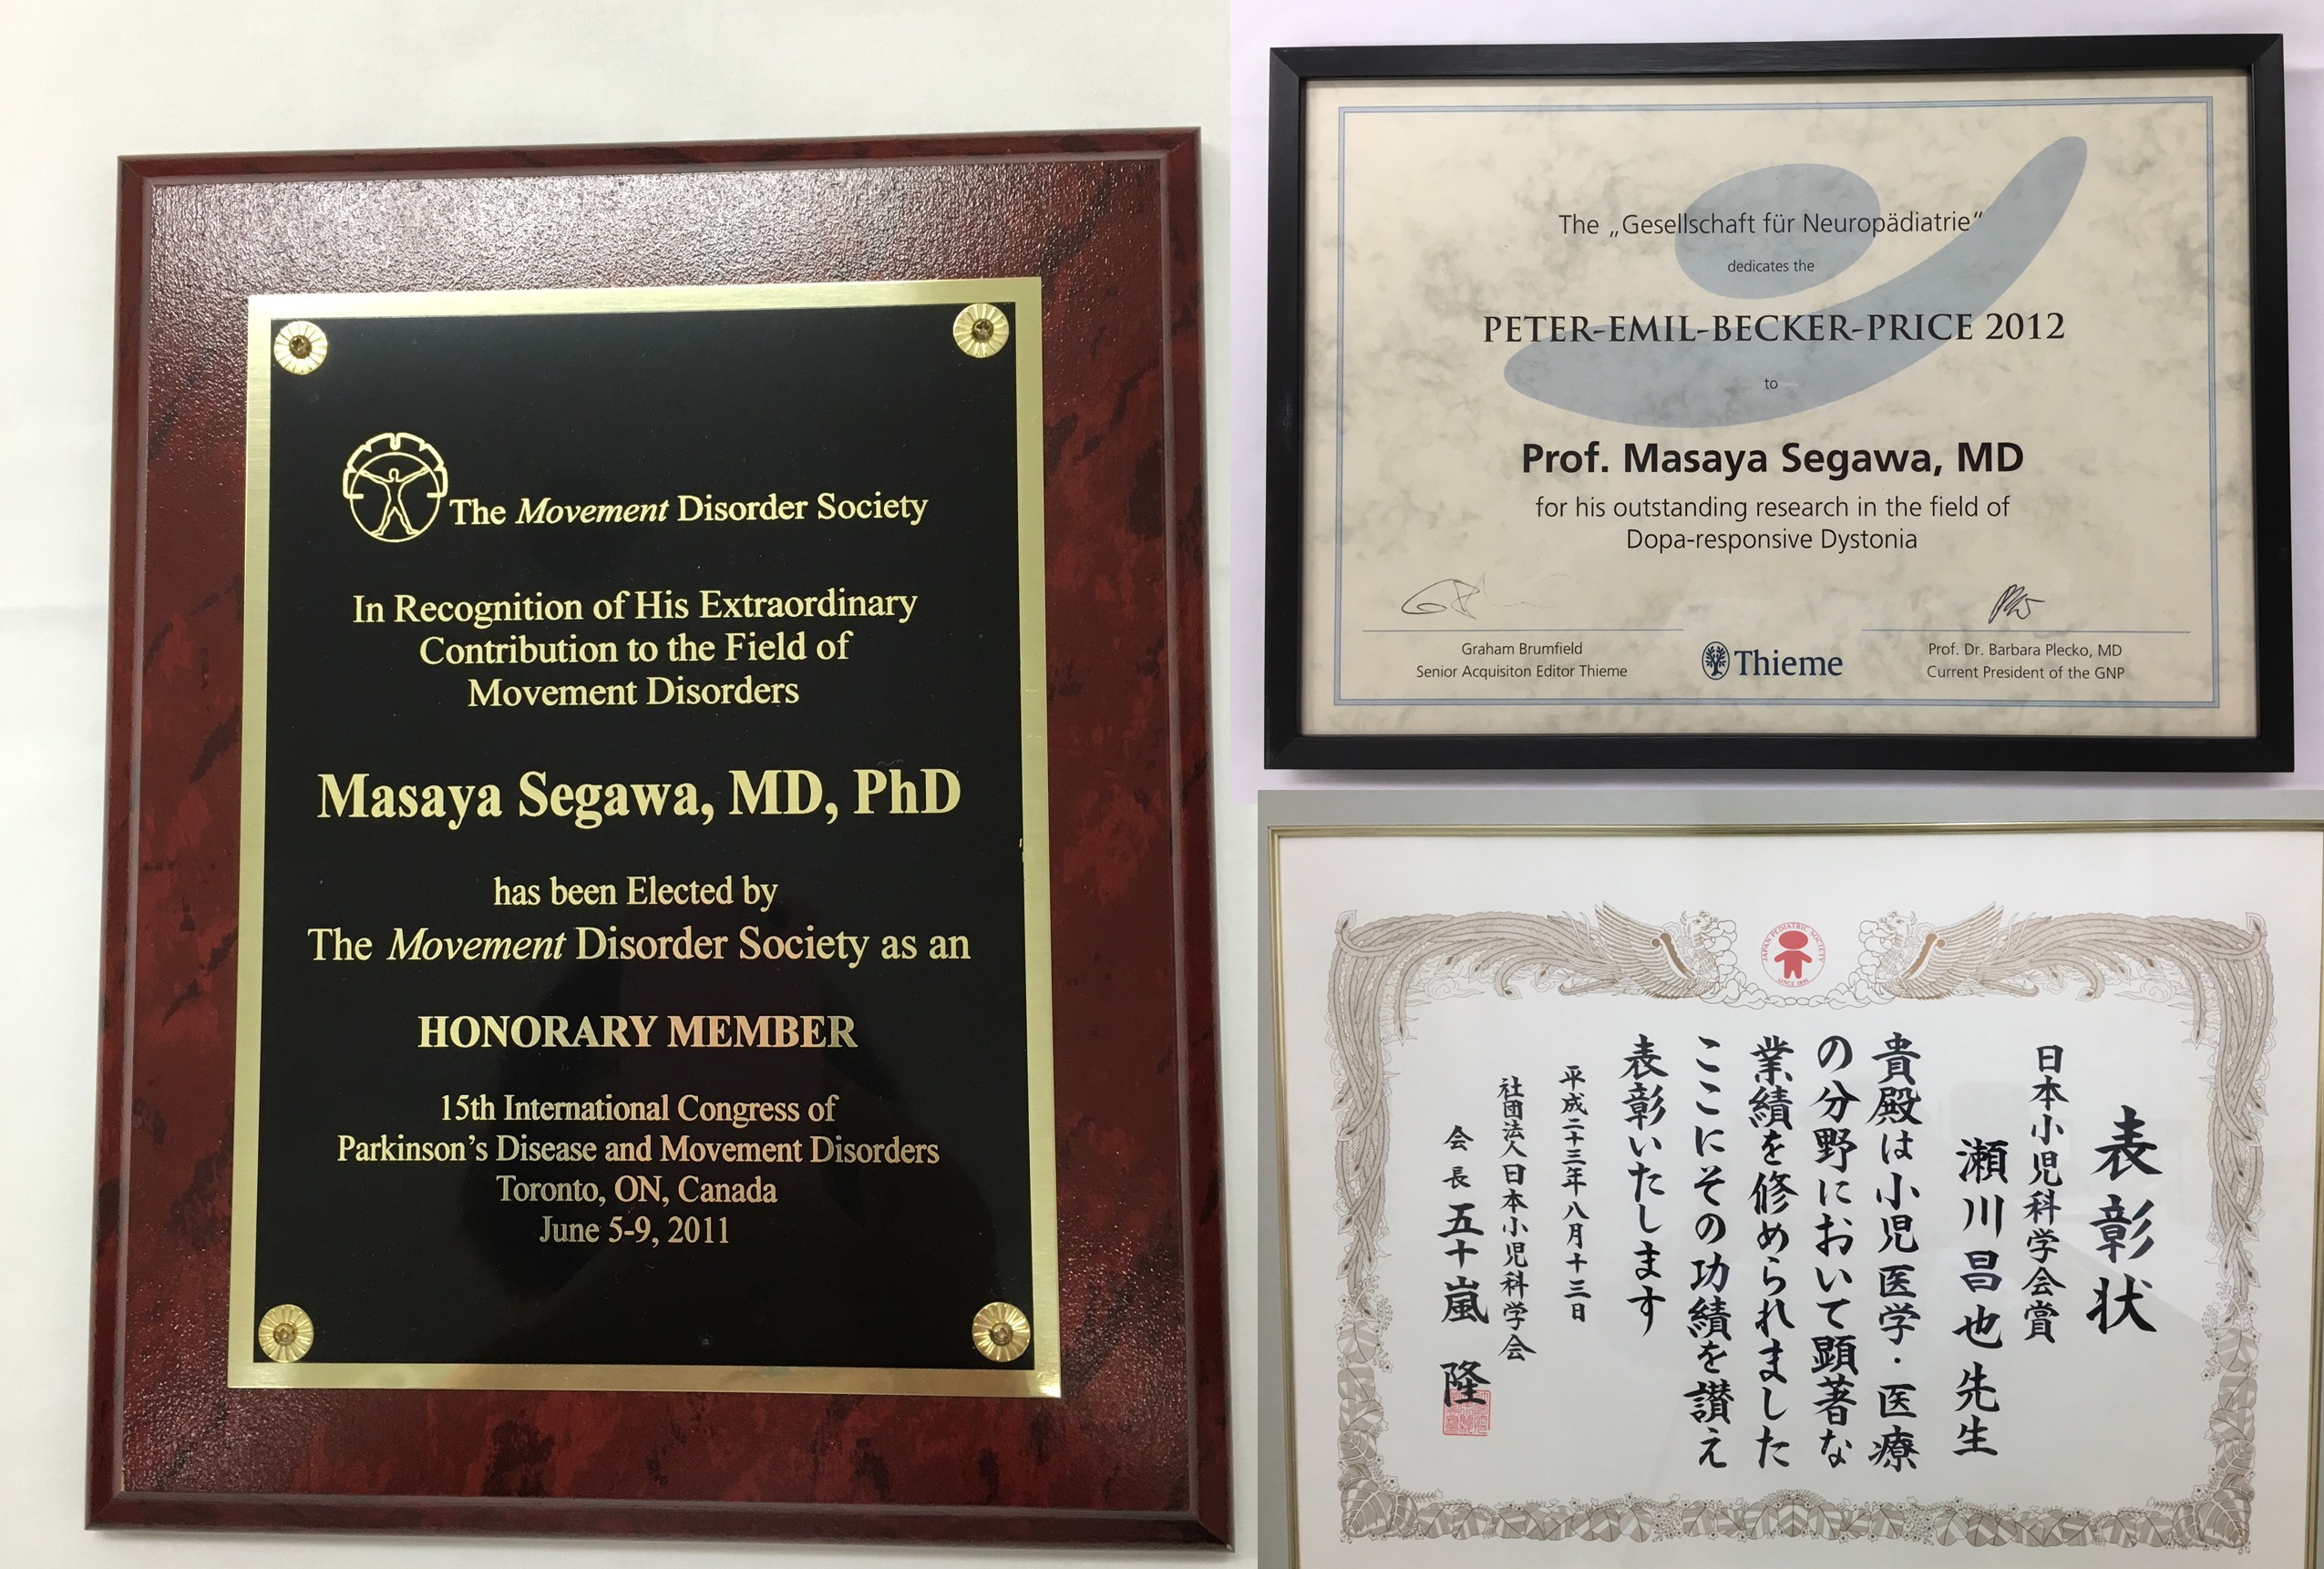 The Movement Disorder Society
In Recognition of His Extraordinary
Contribution to the Field of
Movement Disorders
Masaya Segawa, MD, PhD
has been Elected by
The Movement Disorder Society as an
HONORARY MEMBER
15th International Congress of
Parkinson's Disease and Movement Disorders
Toronto, ON, Canada
June 5-9, 2011
The „Gesellschaft für Neuropädiatrie“
dedicates the
PETER-EMIL-BECKER-PRICE 2012
to
Prof. Masaya Segawa, MD
for his outstanding research in the field of
Dopa-responsive Dystonia
Graham Brumfield
Senior Acquisiton Editor Thieme
Thieme
Prof. Dr. Barbara Plecko, MD
Current President of the GNP
JAPAN PEDIATRIC SOCIETY
SINCE 1896
表彰状
日本小児科学会賞
瀬川昌也先生
貴殿は小児医学・医療
の分野において顕著な
業績を修められました
ここにその功績を讃え
表彰いたします
平成二十三年八月十三日
社団法人日本小児科学会
会長 五十嵐 隆